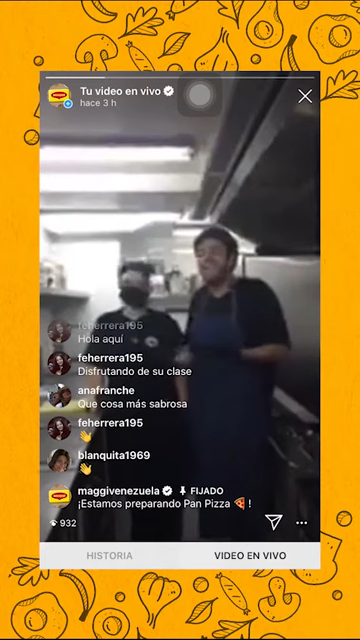 Tu video en vivo
hace 3 h
feherrera195
Hola aquí
feherrera195
Disfrutando de su clase
anafranche
Que cosa más sabrosa
feherrera195
👋
blanquita1969
👋
maggivenezuela FIJADO
¡Estamos preparando Pan Pizza 🍕 !
932
HISTORIA
VIDEO EN VIVO